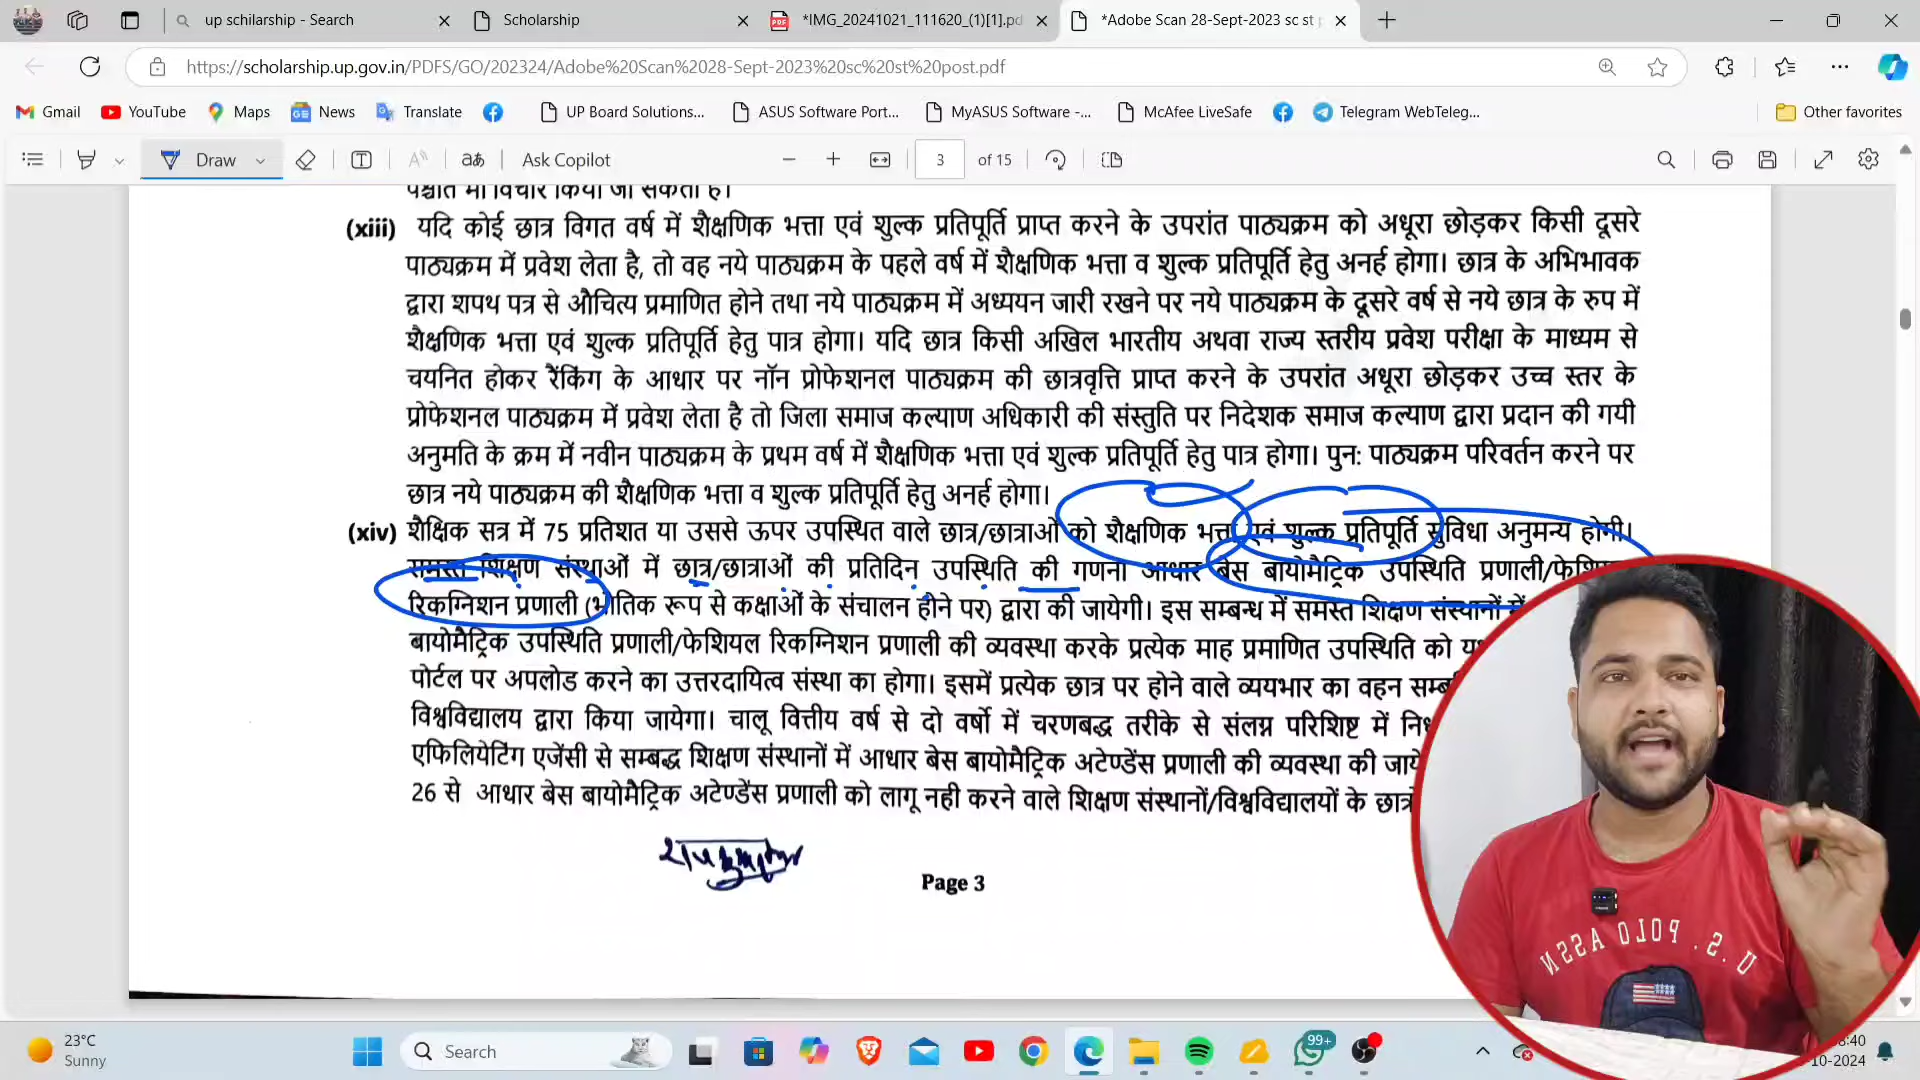 up schilarship - Search
Scholarship
*IMG_20241021_111620_(1)[1].pd
*Adobe Scan 28-Sept-2023 sc st p
https://scholarship.up.gov.in/PDFS/GO/202324/Adobe%20Scan%2028-Sept-2023%20sc%20st%20post.pdf
Gmail YouTube Maps News Translate UP Board Solutions... ASUS Software Port... MyASUS Software -... McAfee LiveSafe Telegram WebTeleg... Other favorites
Draw Ask Copilot 3 of 15
पश्चात भी विचार किया जा सकता है।
(xiii) यदि कोई छात्र विगत वर्ष में शैक्षणिक भत्ता एवं शुल्क प्रतिपूर्ति प्राप्त करने के उपरांत पाठ्यक्रम को अधूरा छोड़कर किसी दूसरे
पाठ्यक्रम में प्रवेश लेता है, तो वह नये पाठ्यक्रम के पहले वर्ष में शैक्षणिक भत्ता व शुल्क प्रतिपूर्ति हेतु अनर्ह होगा। छात्र के अभिभावक
द्वारा शपथ पत्र से औचित्य प्रमाणित होने तथा नये पाठ्यक्रम में अध्ययन जारी रखने पर नये पाठ्यक्रम के दूसरे वर्ष से नये छात्र के रुप में
शैक्षणिक भत्ता एवं शुल्क प्रतिपूर्ति हेतु पात्र होगा। यदि छात्र किसी अखिल भारतीय अथवा राज्य स्तरीय प्रवेश परीक्षा के माध्यम से
चयनित होकर रैंकिंग के आधार पर नॉन प्रोफेशनल पाठ्यक्रम की छात्रवृत्ति प्राप्त करने के उपरांत अधूरा छोड़कर उच्च स्तर के
प्रोफेशनल पाठ्यक्रम में प्रवेश लेता है तो जिला समाज कल्याण अधिकारी की संस्तुति पर निदेशक समाज कल्याण द्वारा प्रदान की गयी
अनुमति के क्रम में नवीन पाठ्यक्रम के प्रथम वर्ष में शैक्षणिक भत्ता एवं शुल्क प्रतिपूर्ति हेतु पात्र होगा। पुन: पाठ्यक्रम परिवर्तन करने पर
छात्र नये पाठ्यक्रम की शैक्षणिक भत्ता व शुल्क प्रतिपूर्ति हेतु अनर्ह होगा।
(xiv) शैक्षिक सत्र में 75 प्रतिशत या उससे ऊपर उपस्थित वाले छात्र/छात्राओं को शैक्षणिक भत्ता एवं शुल्क प्रतिपूर्ति सुविधा अनुमन्य होगी।
समस्त शिक्षण संस्थाओं में छात्र/छात्राओं की प्रतिदिन उपस्थिति की गणना आधार बेस बायोमैट्रिक उपस्थिति प्रणाली/फेशियल
रिकग्निशन प्रणाली (भौतिक रूप से कक्षाओं के संचालन होने पर) द्वारा की जायेगी। इस सम्बन्ध में समस्त शिक्षण संस्थानों में
बायोमैट्रिक उपस्थिति प्रणाली/फेशियल रिकग्निशन प्रणाली की व्यवस्था करके प्रत्येक माह प्रमाणित उपस्थिति को
पोर्टल पर अपलोड करने का उत्तरदायित्व संस्था का होगा। इसमें प्रत्येक छात्र पर होने वाले व्ययभार का वहन
विश्वविद्यालय द्वारा किया जायेगा। चालू वित्तीय वर्ष से दो वर्षो में चरणबद्ध तरीके से संलग्न परिशिष्ट में
एफिलियेटिंग एजेंसी से सम्बद्ध शिक्षण संस्थानों में आधार बेस बायोमैट्रिक अटेण्डेंस प्रणाली की व्यवस्था की
26 से आधार बेस बायोमैट्रिक अटेण्डेंस प्रणाली को लागू नही करने वाले शिक्षण संस्थानों/विश्वविद्यालयों के
Page 3
U.S. POLO ASSN
23°C
Sunny
Search
99+
:40
-10-2024